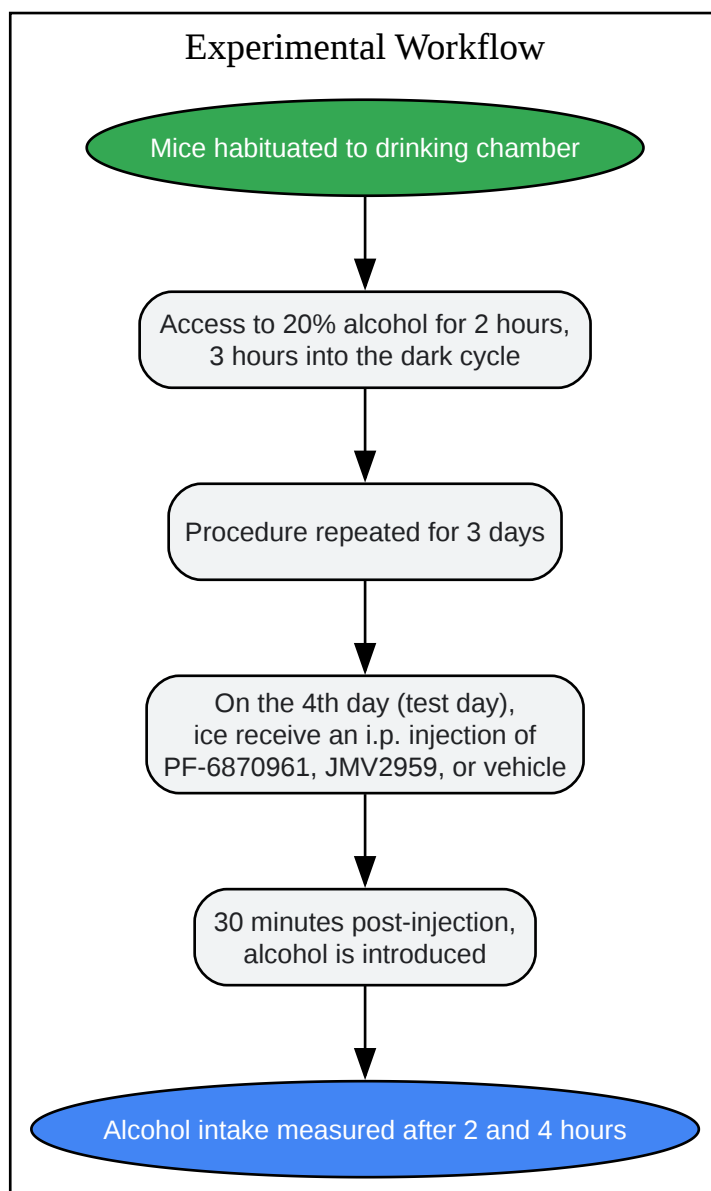 Experimental Workflow
Mice habituated to drinking chamber
Access to 20% alcohol for 2 hours,
3 hours into the dark cycle
Procedure repeated for 3 days
On the 4th day (test day),
ice receive an i.p. injection of
PF-6870961, JMV2959, or vehicle
30 minutes post-injection,
alcohol is introduced
Alcohol intake measured after 2 and 4 hours